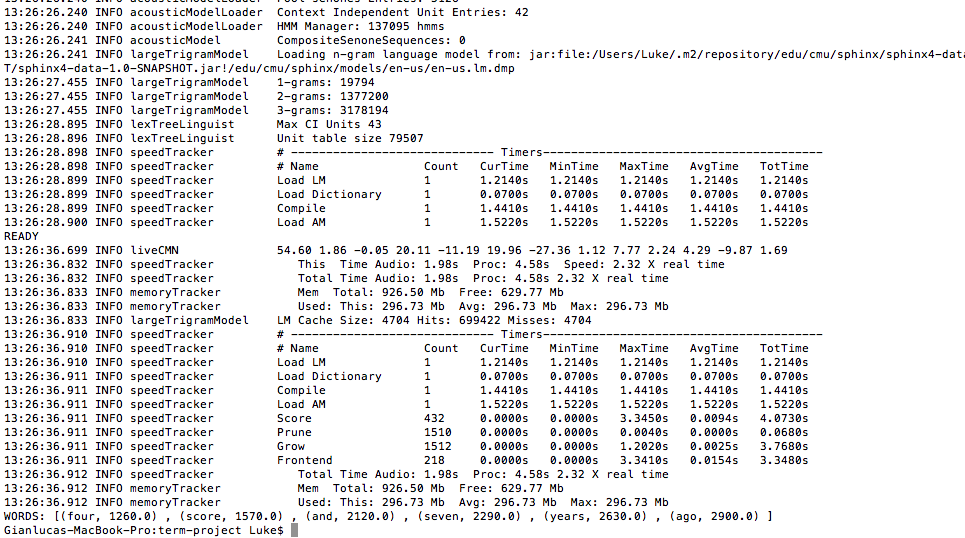 13:26:26.240 INFO acousticModelLoader  Pool senones Entries: 5126
13:26:26.240 INFO acousticModelLoader  Context Independent Unit Entries: 42
13:26:26.240 INFO acousticModelLoader  HMM Manager: 137095 hmms
13:26:26.241 INFO acousticModel        CompositeSenoneSequences: 0
13:26:26.241 INFO largeTrigramModel    Loading n-gram language model from: jar:file:/Users/Luke/.m2/repository/edu/cmu/sphinx/sphinx4-data
T/sphinx4-data-1.0-SNAPSHOT.jar!/edu/cmu/sphinx/models/en-us/en-us.lm.dmp
13:26:27.455 INFO largeTrigramModel    1-grams: 19794
13:26:27.455 INFO largeTrigramModel    2-grams: 1377200
13:26:27.455 INFO largeTrigramModel    3-grams: 3178194
13:26:28.895 INFO lexTreeLinguist      Max CI Units 43
13:26:28.896 INFO lexTreeLinguist      Unit table size 79507
13:26:28.898 INFO speedTracker         # ----------------------------- Timers----------------------------------------
13:26:28.898 INFO speedTracker         # Name               Count   CurTime   MinTime   MaxTime   AvgTime   TotTime
13:26:28.899 INFO speedTracker         Load LM              1       1.2140s   1.2140s   1.2140s   1.2140s   1.2140s
13:26:28.899 INFO speedTracker         Load Dictionary      1       0.0700s   0.0700s   0.0700s   0.0700s   0.0700s
13:26:28.899 INFO speedTracker         Compile              1       1.4410s   1.4410s   1.4410s   1.4410s   1.4410s
13:26:28.900 INFO speedTracker         Load AM              1       1.5220s   1.5220s   1.5220s   1.5220s   1.5220s
READY
13:26:36.699 INFO liveCMN              54.60 1.86 -0.05 20.11 -11.19 19.96 -27.36 1.12 7.77 2.24 4.29 -9.87 1.69
13:26:36.832 INFO speedTracker            This  Time Audio: 1.98s  Proc: 4.58s  Speed: 2.32 X real time
13:26:36.832 INFO speedTracker            Total Time Audio: 1.98s  Proc: 4.58s 2.32 X real time
13:26:36.833 INFO memoryTracker           Mem  Total: 926.50 Mb  Free: 629.77 Mb
13:26:36.833 INFO memoryTracker           Used: This: 296.73 Mb  Avg: 296.73 Mb  Max: 296.73 Mb
13:26:36.833 INFO largeTrigramModel    LM Cache Size: 4704 Hits: 699422 Misses: 4704
13:26:36.910 INFO speedTracker         # ----------------------------- Timers----------------------------------------
13:26:36.910 INFO speedTracker         # Name               Count   CurTime   MinTime   MaxTime   AvgTime   TotTime
13:26:36.910 INFO speedTracker         Load LM              1       1.2140s   1.2140s   1.2140s   1.2140s   1.2140s
13:26:36.911 INFO speedTracker         Load Dictionary      1       0.0700s   0.0700s   0.0700s   0.0700s   0.0700s
13:26:36.911 INFO speedTracker         Compile              1       1.4410s   1.4410s   1.4410s   1.4410s   1.4410s
13:26:36.911 INFO speedTracker         Load AM              1       1.5220s   1.5220s   1.5220s   1.5220s   1.5220s
13:26:36.911 INFO speedTracker         Score                432     0.0000s   0.0000s   3.3450s   0.0094s   4.0730s
13:26:36.911 INFO speedTracker         Prune                1510    0.0000s   0.0000s   0.0040s   0.0000s   0.0680s
13:26:36.911 INFO speedTracker         Grow                 1512    0.0000s   0.0000s   1.2020s   0.0025s   3.7680s
13:26:36.911 INFO speedTracker         Frontend             218     0.0000s   0.0000s   3.3410s   0.0154s   3.3480s
13:26:36.912 INFO speedTracker            Total Time Audio: 1.98s  Proc: 4.58s 2.32 X real time
13:26:36.912 INFO memoryTracker           Mem  Total: 926.50 Mb  Free: 629.77 Mb
13:26:36.912 INFO memoryTracker           Used: This: 296.73 Mb  Avg: 296.73 Mb  Max: 296.73 Mb
WORDS: [(four, 1260.0) , (score, 1570.0) , (and, 2120.0) , (seven, 2290.0) , (years, 2630.0) , (ago, 2900.0) ]
Gianlucas-MacBook-Pro:term-project Luke$